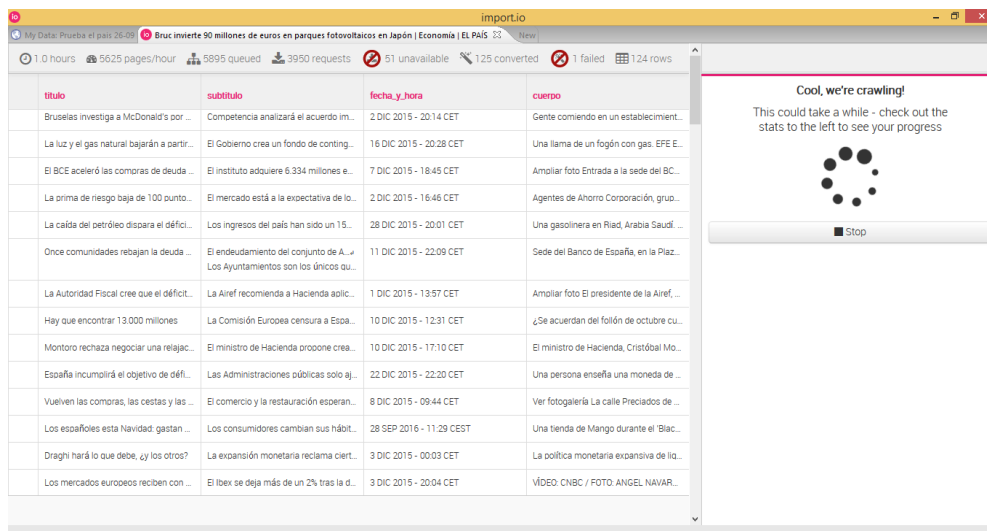 import.io
My Data: Prueba el pais 26-09
Bruc invierte 90 millones de euros en parques fotovoltaicos en Japón | Economía | EL PAÍS
New
1.0 hours 5625 pages/hour 5895 queued 3950 requests 51 unavailable 125 converted 1 failed 124 rows
titulo subtitulo fecha_y_hora cuerpo
Bruselas investiga a McDonald's por ... Competencia analizará el acuerdo im... 2 DIC 2015 - 20:14 CET Gente comiendo en un establecimient...
La luz y el gas natural bajarán a partir... El Gobierno crea un fondo de conting... 16 DIC 2015 - 20:28 CET Una llama de un fogón con gas. EFE E...
El BCE aceleró las compras de deuda ... El instituto adquiere 6.334 millones e... 7 DIC 2015 - 18:45 CET Ampliar foto Entrada a la sede del BC...
La prima de riesgo baja de 100 punto... El mercado está a la expectativa de lo... 2 DIC 2015 - 16:46 CET Agentes de Ahorro Corporación, grup...
La caída del petróleo dispara el défici... Los ingresos del país han sido un 15... 28 DIC 2015 - 20:01 CET Una gasolinera en Riad, Arabia Saudí. ...
Once comunidades rebajan la deuda ... El endeudamiento del conjunto de A... 11 DIC 2015 - 22:09 CET Sede del Banco de España, en la Plaz...
Los Ayuntamientos son los únicos qu...
La Autoridad Fiscal cree que el déficit... La Airef recomienda a Hacienda aplic... 1 DIC 2015 - 13:57 CET Ampliar foto El presidente de la Airef, ...
Hay que encontrar 13.000 millones La Comisión Europea censura a Espa... 10 DIC 2015 - 12:31 CET ¿Se acuerdan del follón de octubre cu...
Montoro rechaza negociar una relajac... El ministro de Hacienda propone crea... 10 DIC 2015 - 17:10 CET El ministro de Hacienda, Cristóbal Mo...
España incumplirá el objetivo de défi... Las Administraciones públicas solo aj... 22 DIC 2015 - 22:20 CET Una persona enseña una moneda de ...
Vuelven las compras, las cestas y las ... El comercio y la restauración esperan... 8 DIC 2015 - 09:44 CET Ver fotogalería La calle Preciados de ...
Los españoles esta Navidad: gastan ... Los consumidores cambian sus hábit... 28 SEP 2016 - 11:29 CEST Una tienda de Mango durante el 'Blac...
Draghi hará lo que debe, ¿y los otros? La expansión monetaria reclama ciert... 3 DIC 2015 - 00:03 CET La política monetaria expansiva de liq...
Los mercados europeos reciben con ... El Ibex se deja más de un 2% tras la d... 3 DIC 2015 - 20:04 CET VÍDEO: CNBC / FOTO: ANGEL NAVAR...
Cool, we're crawling!
This could take a while - check out the
stats to the left to see your progress
Stop